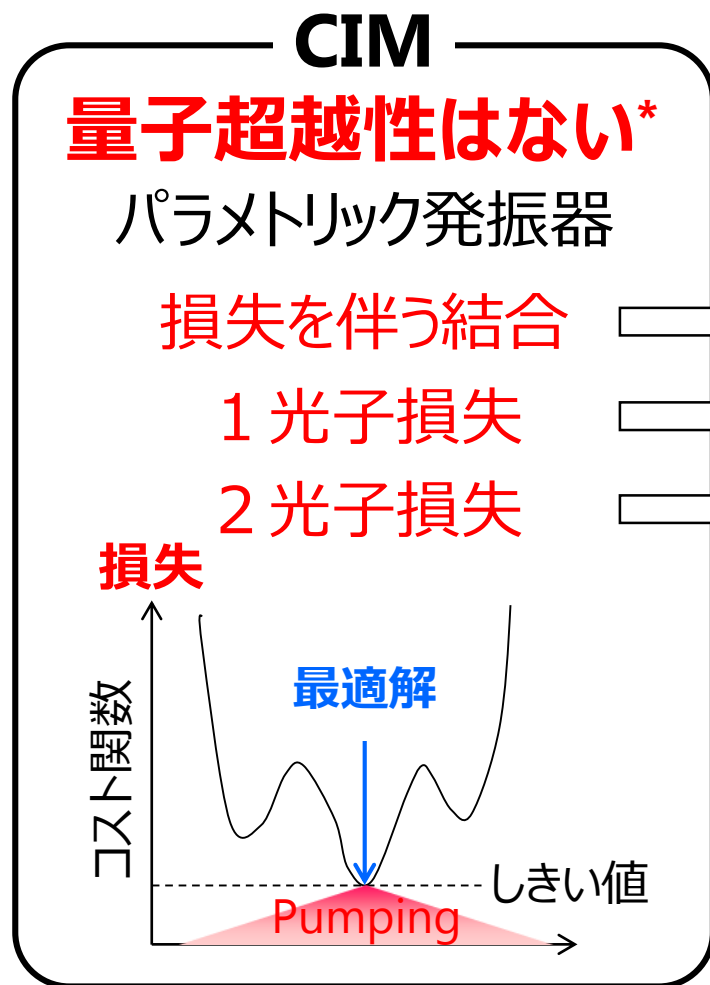 CIM
量子超越性はない*
パラメトリック発振器
損失を伴う結合
１光子損失
２光子損失
損失
最適解
コスト関数
しきい値
Pumping